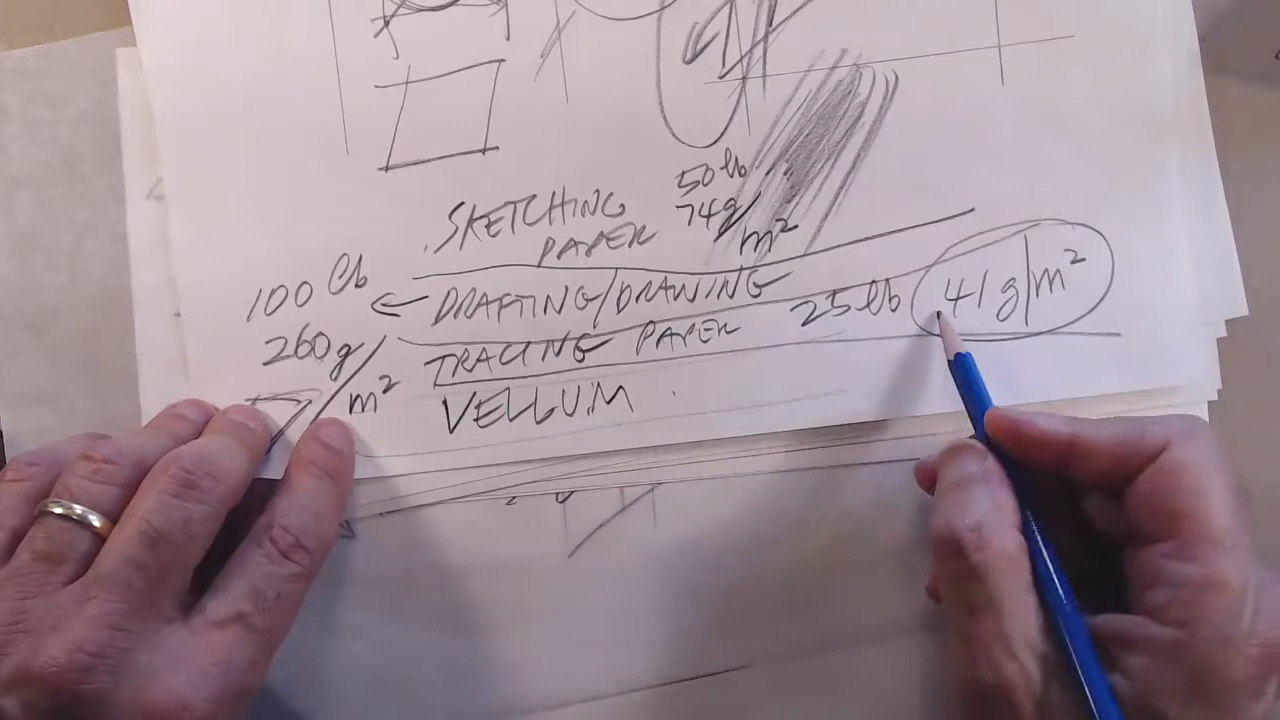 SKETCHING PAPER 50 lb 74g/m²
100 lb 260g/m² ← DRAFTING/DRAWING
TRACING PAPER 25 lb 41g/m²
VELLUM